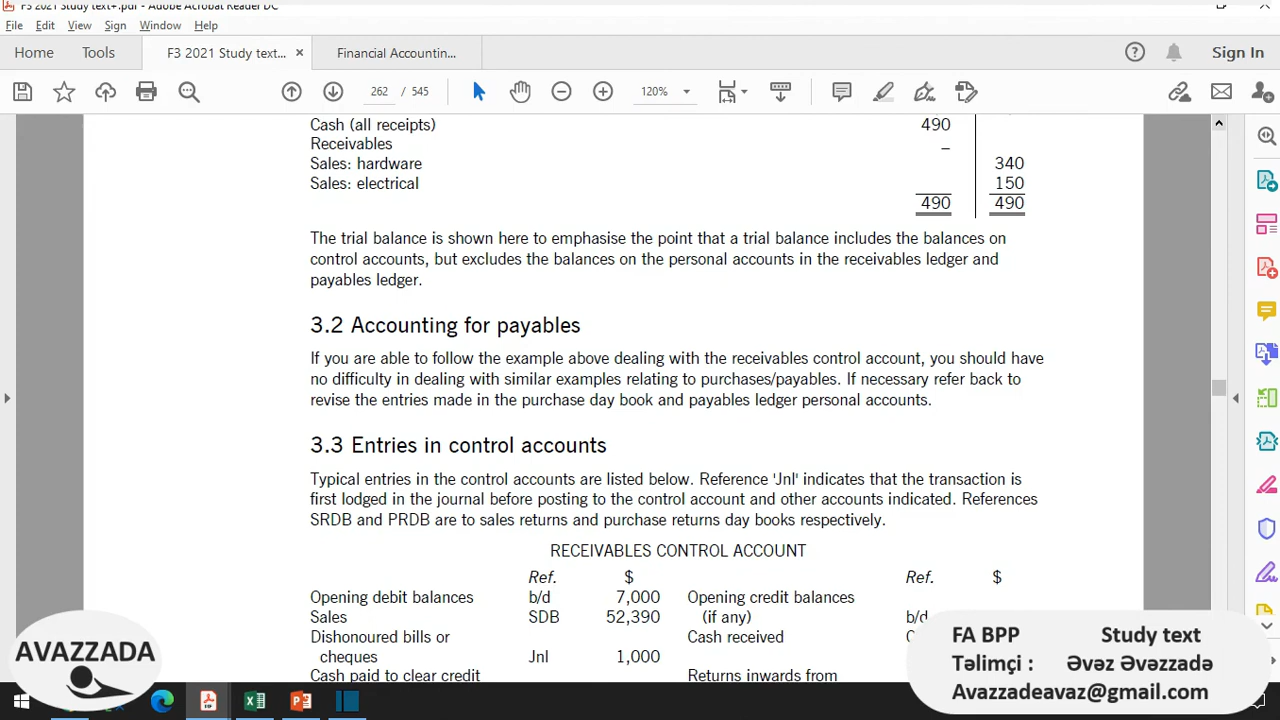 F3 2021 Study text+.pdf - Adobe Acrobat Reader DC
File Edit View Sign Window Help
Home Tools F3 2021 Study text... × Financial Accountin... Sign In
262 / 545 120%
Cash (all receipts) 490
Receivables –
Sales: hardware 340
Sales: electrical 150
490 490
The trial balance is shown here to emphasise the point that a trial balance includes the balances on
control accounts, but excludes the balances on the personal accounts in the receivables ledger and
payables ledger.
3.2 Accounting for payables
If you are able to follow the example above dealing with the receivables control account, you should have
no difficulty in dealing with similar examples relating to purchases/payables. If necessary refer back to
revise the entries made in the purchase day book and payables ledger personal accounts.
3.3 Entries in control accounts
Typical entries in the control accounts are listed below. Reference 'Jnl' indicates that the transaction is
first lodged in the journal before posting to the control account and other accounts indicated. References
SRDB and PRDB are to sales returns and purchase returns day books respectively.
RECEIVABLES CONTROL ACCOUNT
Ref. $ Ref. $
Opening debit balances b/d 7,000 Opening credit balances
Sales SDB 52,390 (if any) b/d
Dishonoured bills or Cash received
cheques Jnl 1,000
Cash paid to clear credit Returns inwards from
AVAZZADA
FA BPP Study text
Təlimçi : Əvəz Əvəzzadə
Avazzadeavaz@gmail.com